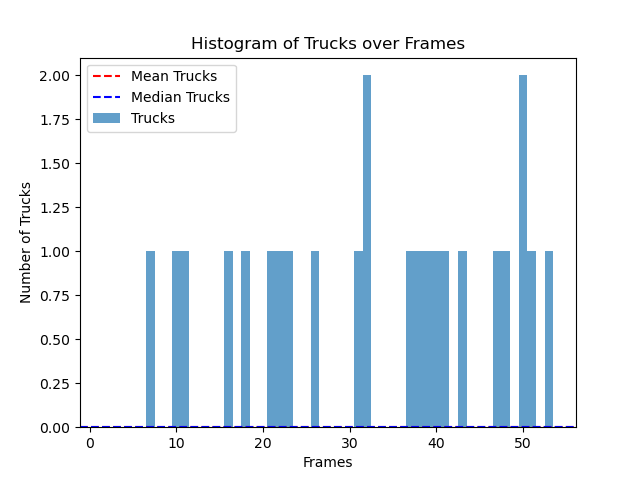 Histogram of Trucks over Frames
Mean Trucks
Median Trucks
Trucks
Number of Trucks
2.00
1.75
1.50
1.25
1.00
0.75
0.50
0.25
0.00
0 10 20 30 40 50
Frames